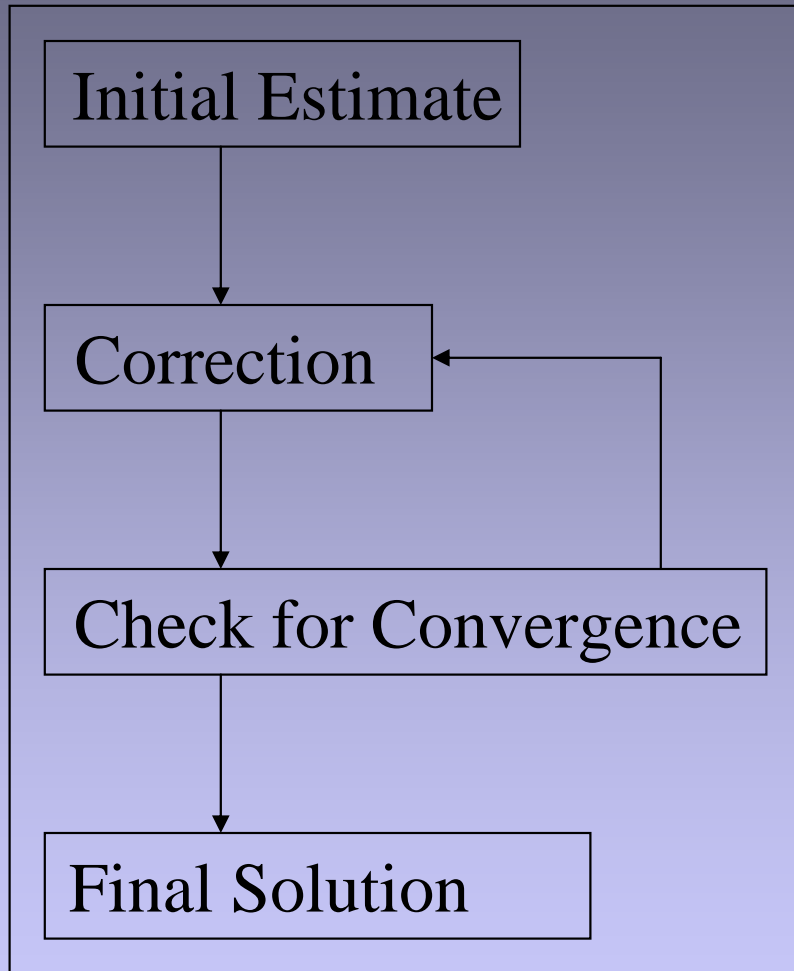 Initial Estimate
Correction
Check for Convergence
Final Solution